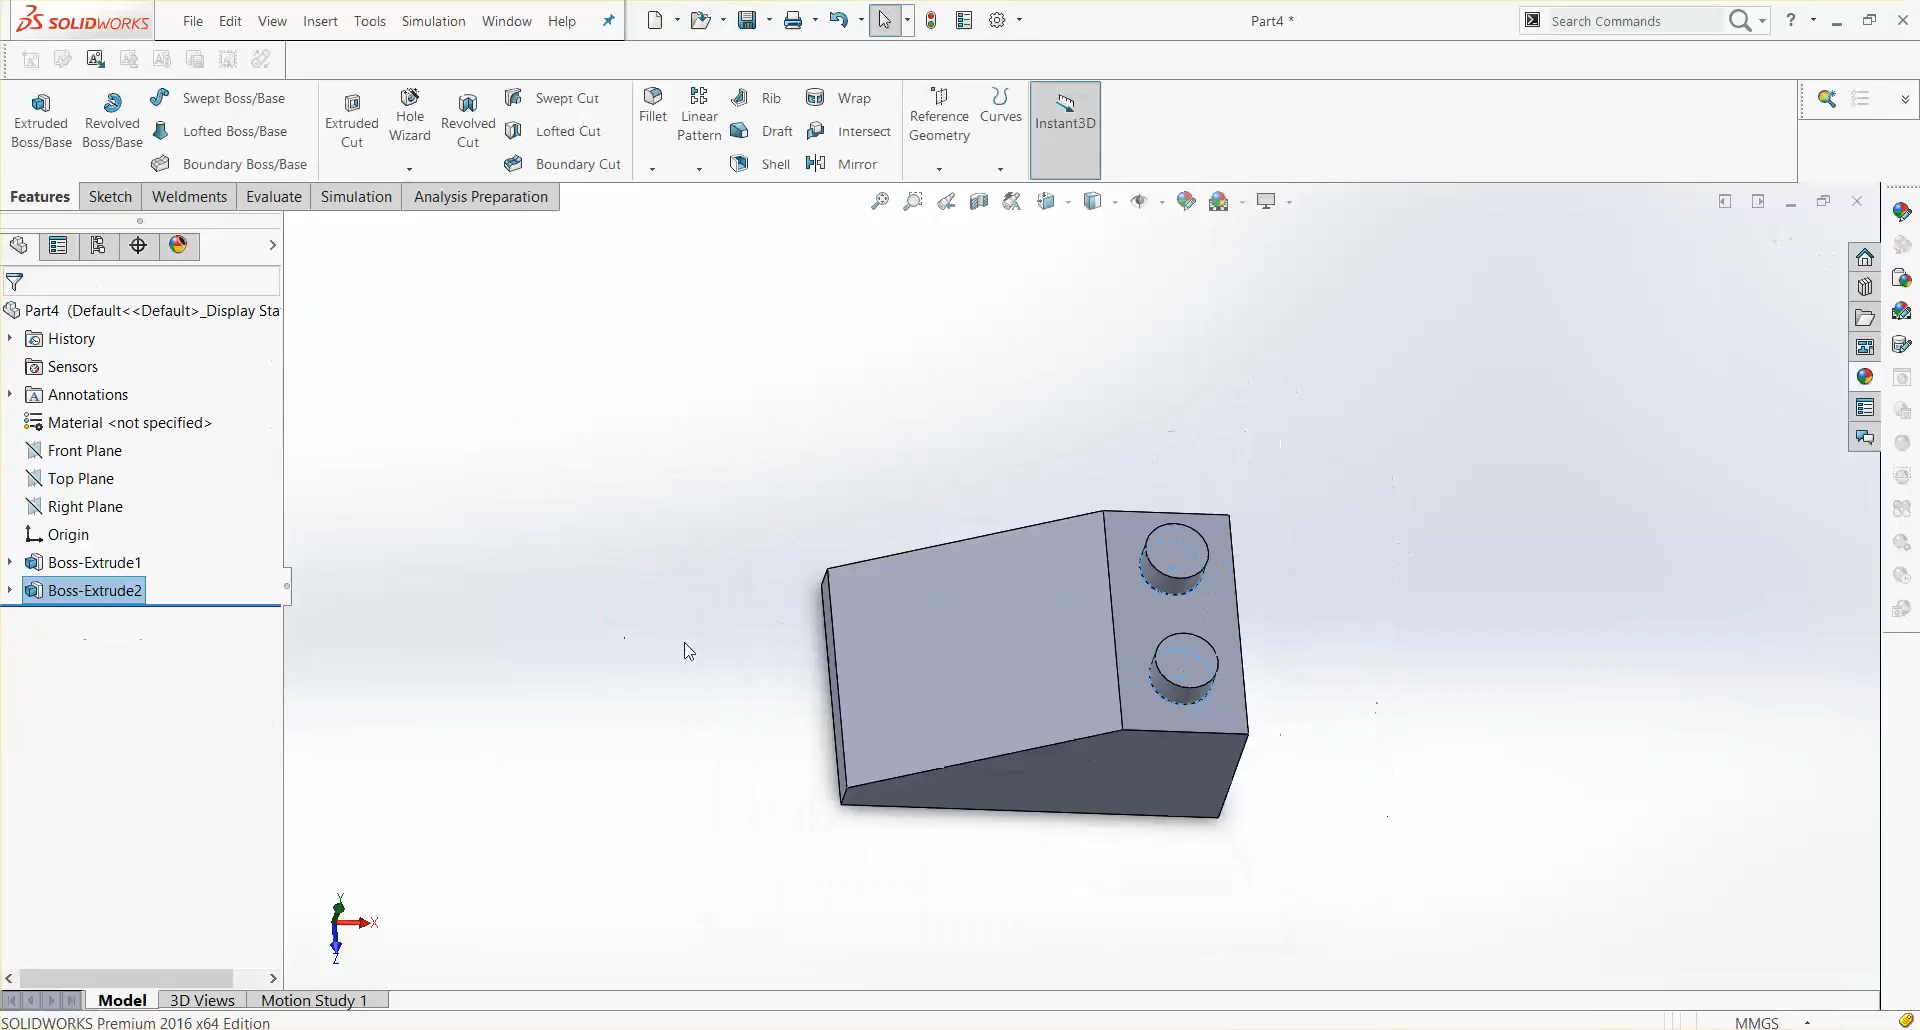 SOLIDWORKS File Edit View Insert Tools Simulation Window Help Part4 * Search Commands ?
Extruded Boss/Base
Revolved Boss/Base
Swept Boss/Base
Lofted Boss/Base
Boundary Boss/Base
Extruded Cut
Hole Wizard
Revolved Cut
Swept Cut
Lofted Cut
Boundary Cut
Fillet
Linear Pattern
Rib
Draft
Shell
Wrap
Intersect
Mirror
Reference Geometry
Curves
Instant3D
Features Sketch Weldments Evaluate Simulation Analysis Preparation
Part4 (Default<<Default>_Display Sta
History
Sensors
A Annotations
Material <not specified>
Front Plane
Top Plane
Right Plane
Origin
Boss-Extrude1
Boss-Extrude2
Y
X
Z
Model 3D Views Motion Study 1
SOLIDWORKS Premium 2016 x64 Edition MMGS